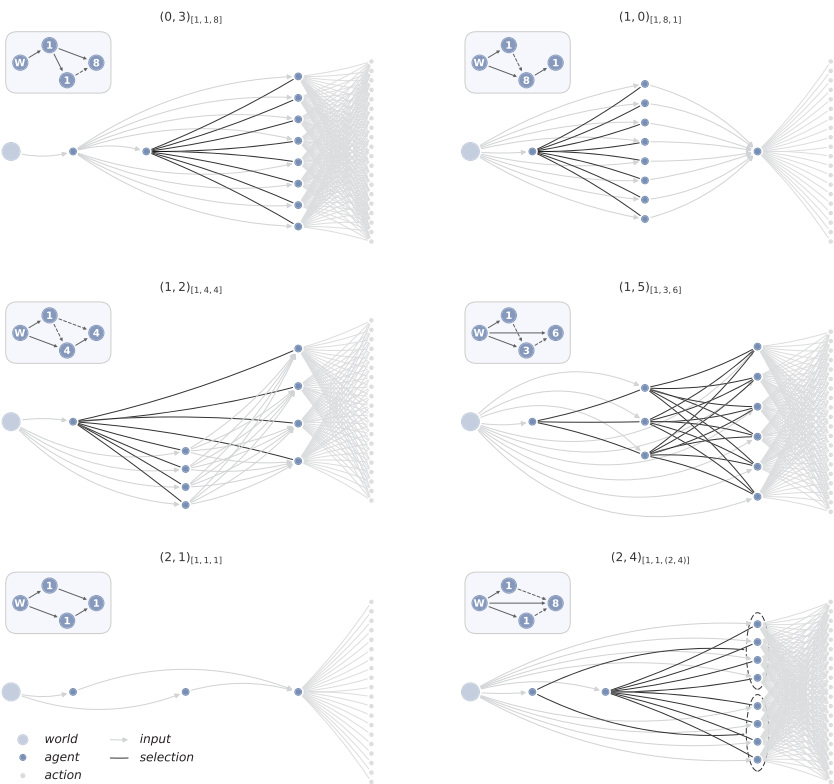 (0, 3)[1, 1, 8]
W 1 1 8
(1, 0)[1, 8, 1]
W 1 8 1
(1, 2)[1, 4, 4]
W 1 4 4
(1, 5)[1, 3, 6]
W 1 3 6
(2, 1)[1, 1, 1]
W 1 1 1
(2, 4)[1, 1, (2, 4)]
W 1 1 8
world input
agent selection
action